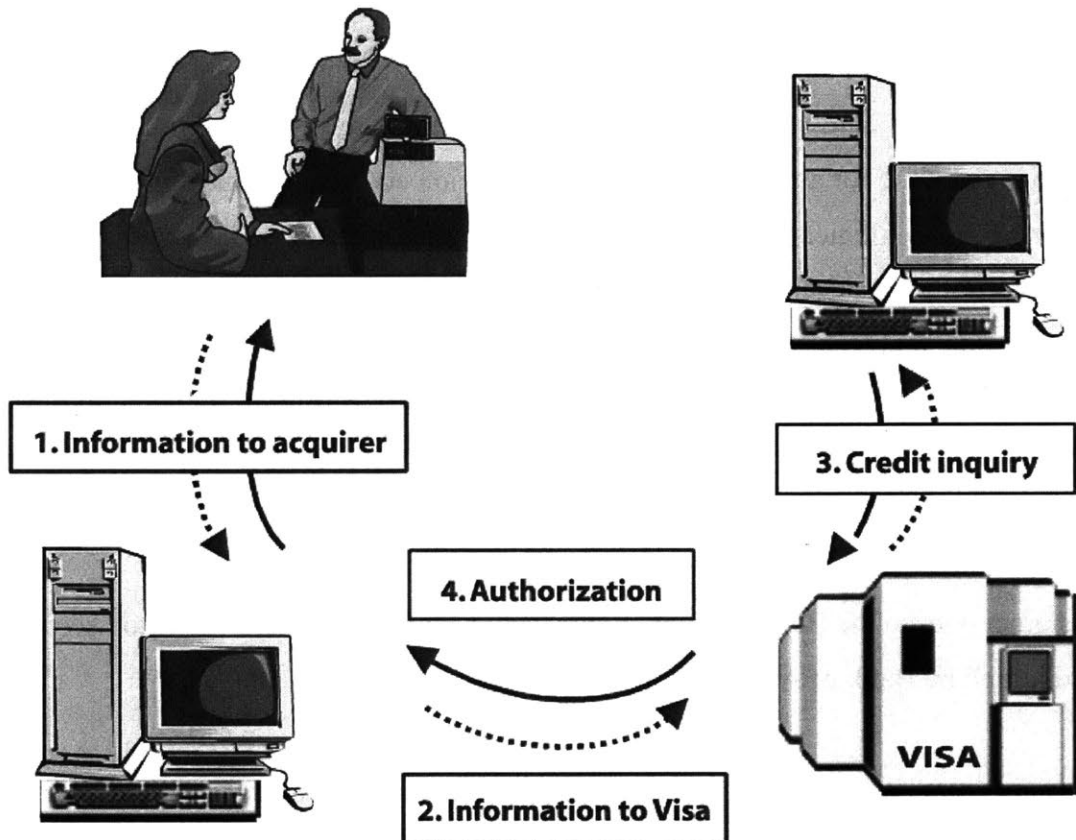 1. Information to acquirer
3. Credit inquiry
4. Authorization
VISA
2. Information to Visa